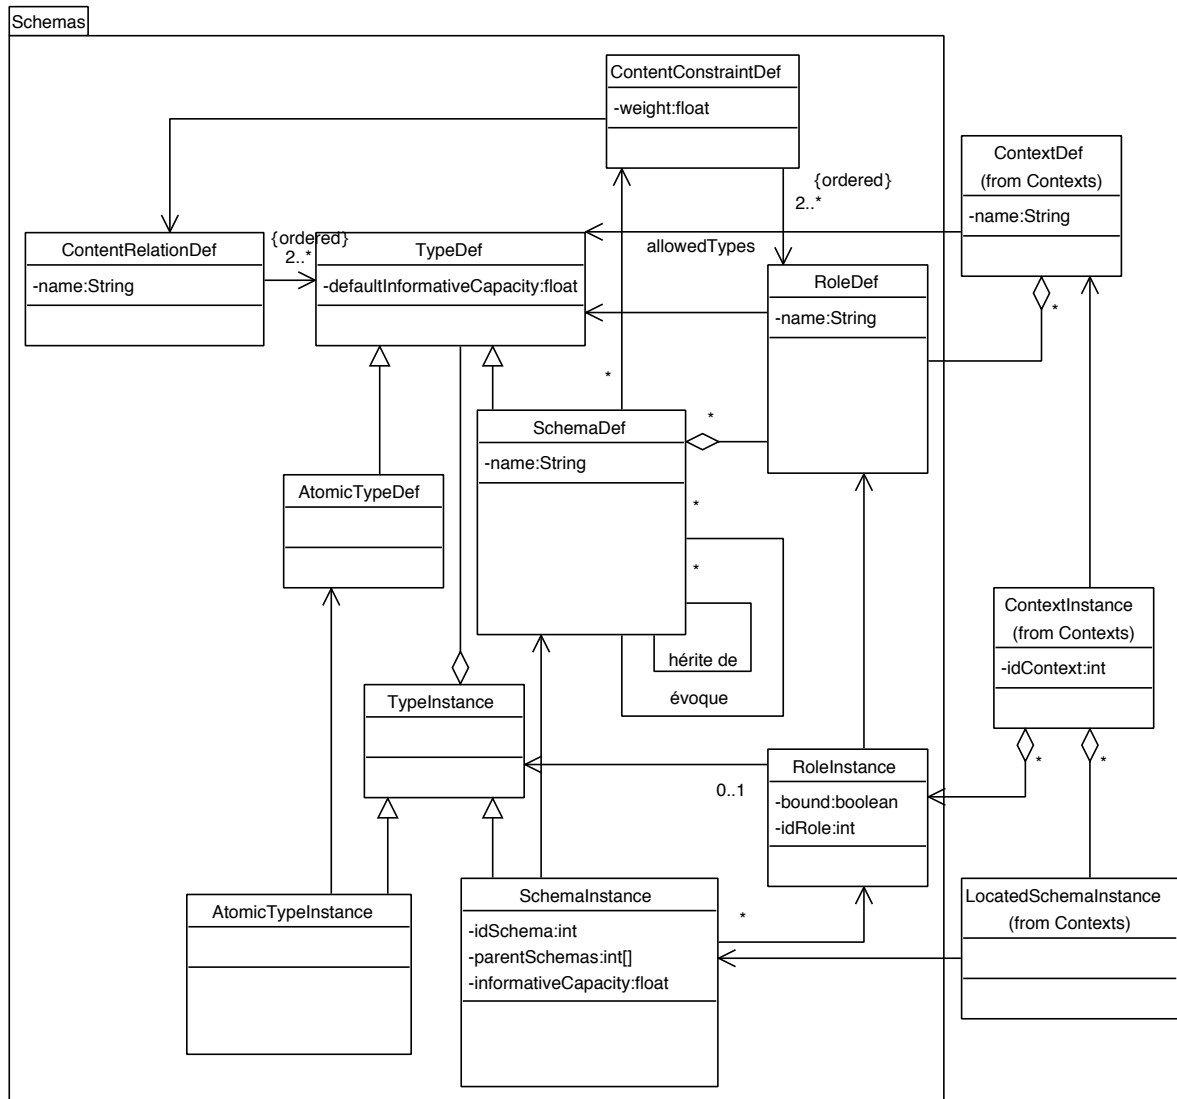 Schemas
ContentConstraintDef
-weight:float
ContextDef
(from Contexts)
-name:String
{ordered}
2..*
ContentRelationDef
-name:String
{ordered}
2..*
TypeDef
-defaultInformativeCapacity:float
allowedTypes
RoleDef
-name:String
*
*
SchemaDef
-name:String
*
*
*
hérite de
évoque
AtomicTypeDef
ContextInstance
(from Contexts)
-idContext:int
*
*
TypeInstance
RoleInstance
-bound:boolean
-idRole:int
0..1
AtomicTypeInstance
SchemaInstance
-idSchema:int
-parentSchemas:int[]
-informativeCapacity:float
*
LocatedSchemaInstance
(from Contexts)